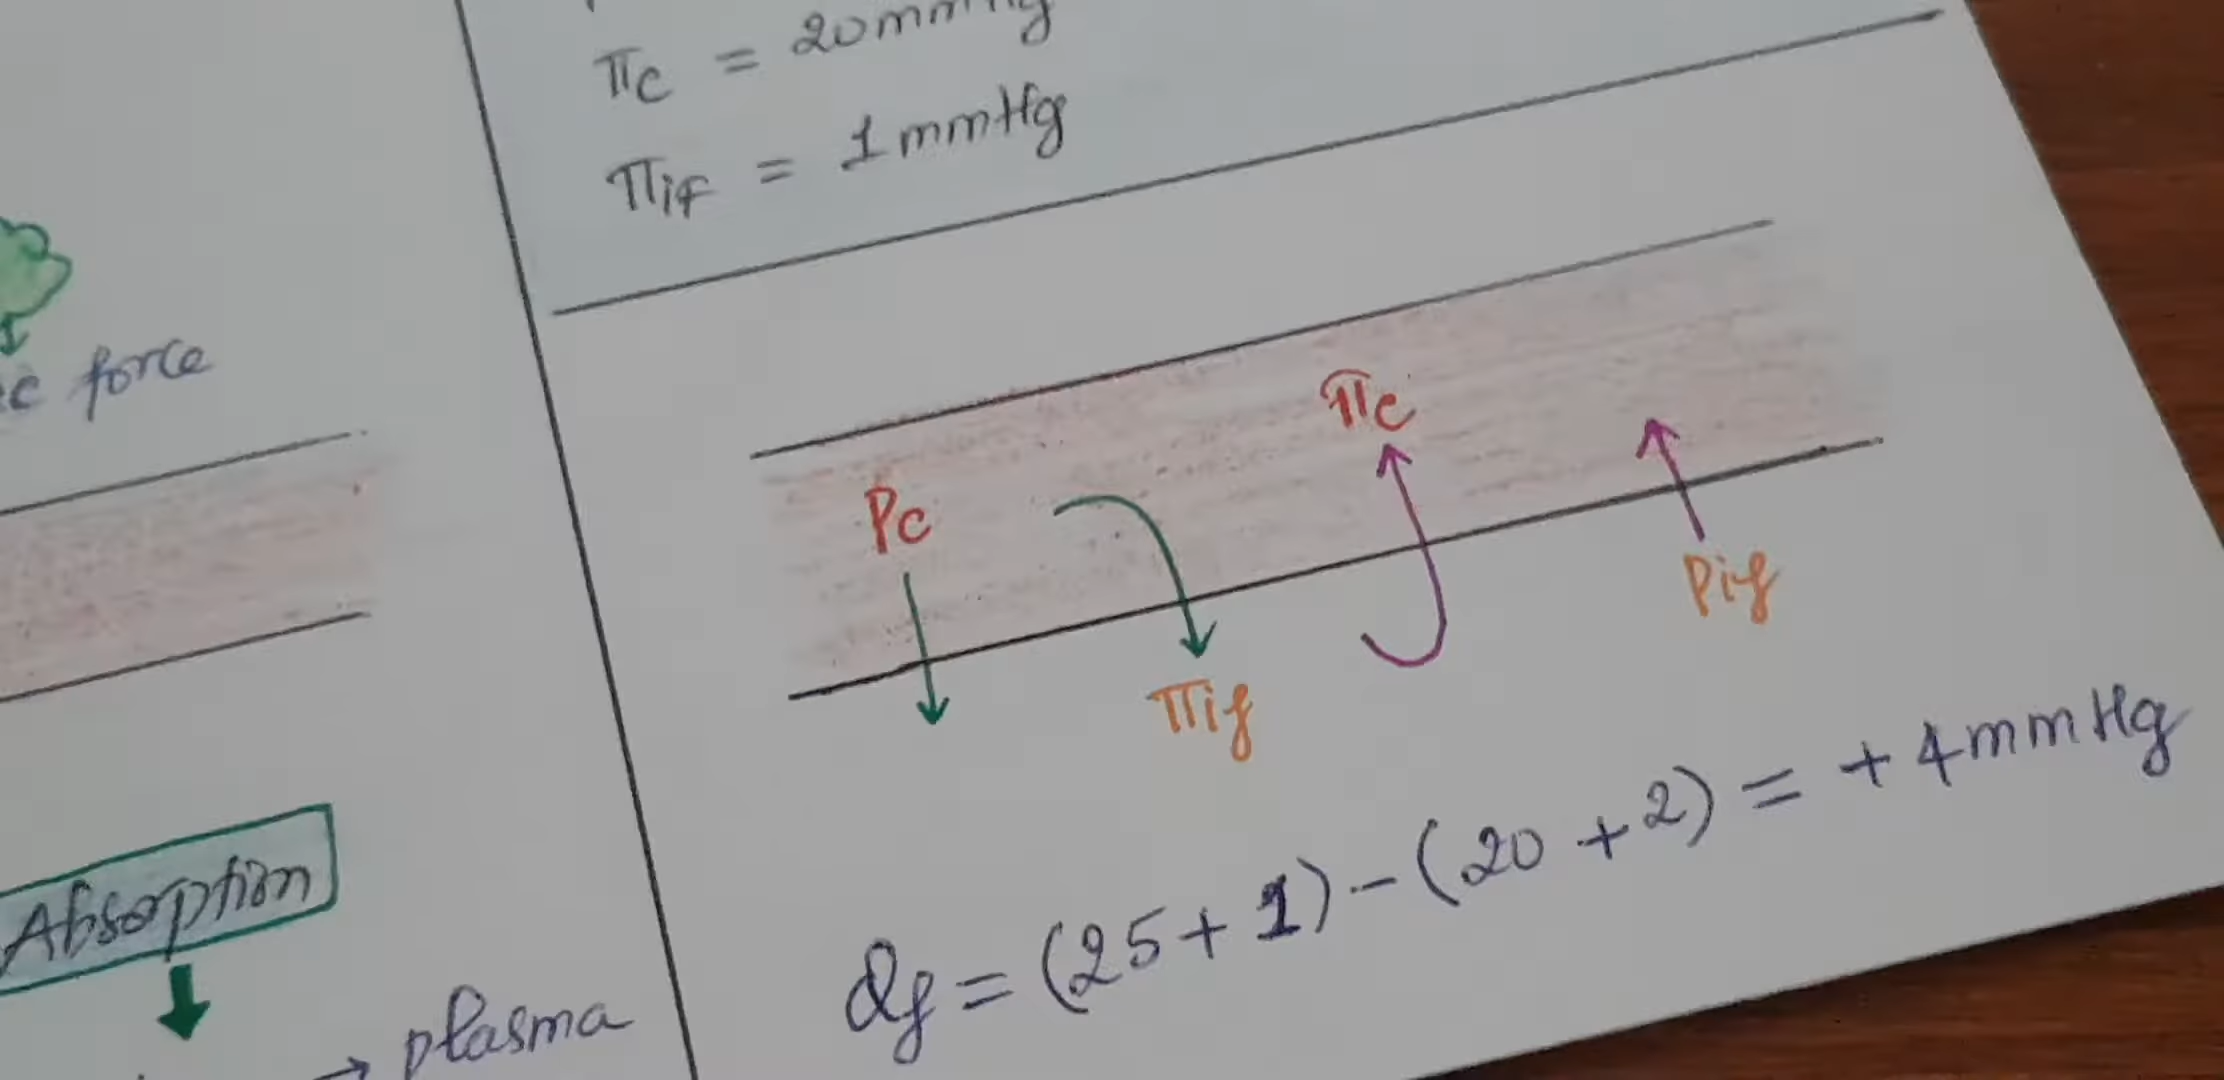 πc = 20mmHg
πif = 1mmHg
force
πc
Pc
Pif
πif
Absorption
→ plasma
Qf = (25+1)-(20+2) = +4mmHg